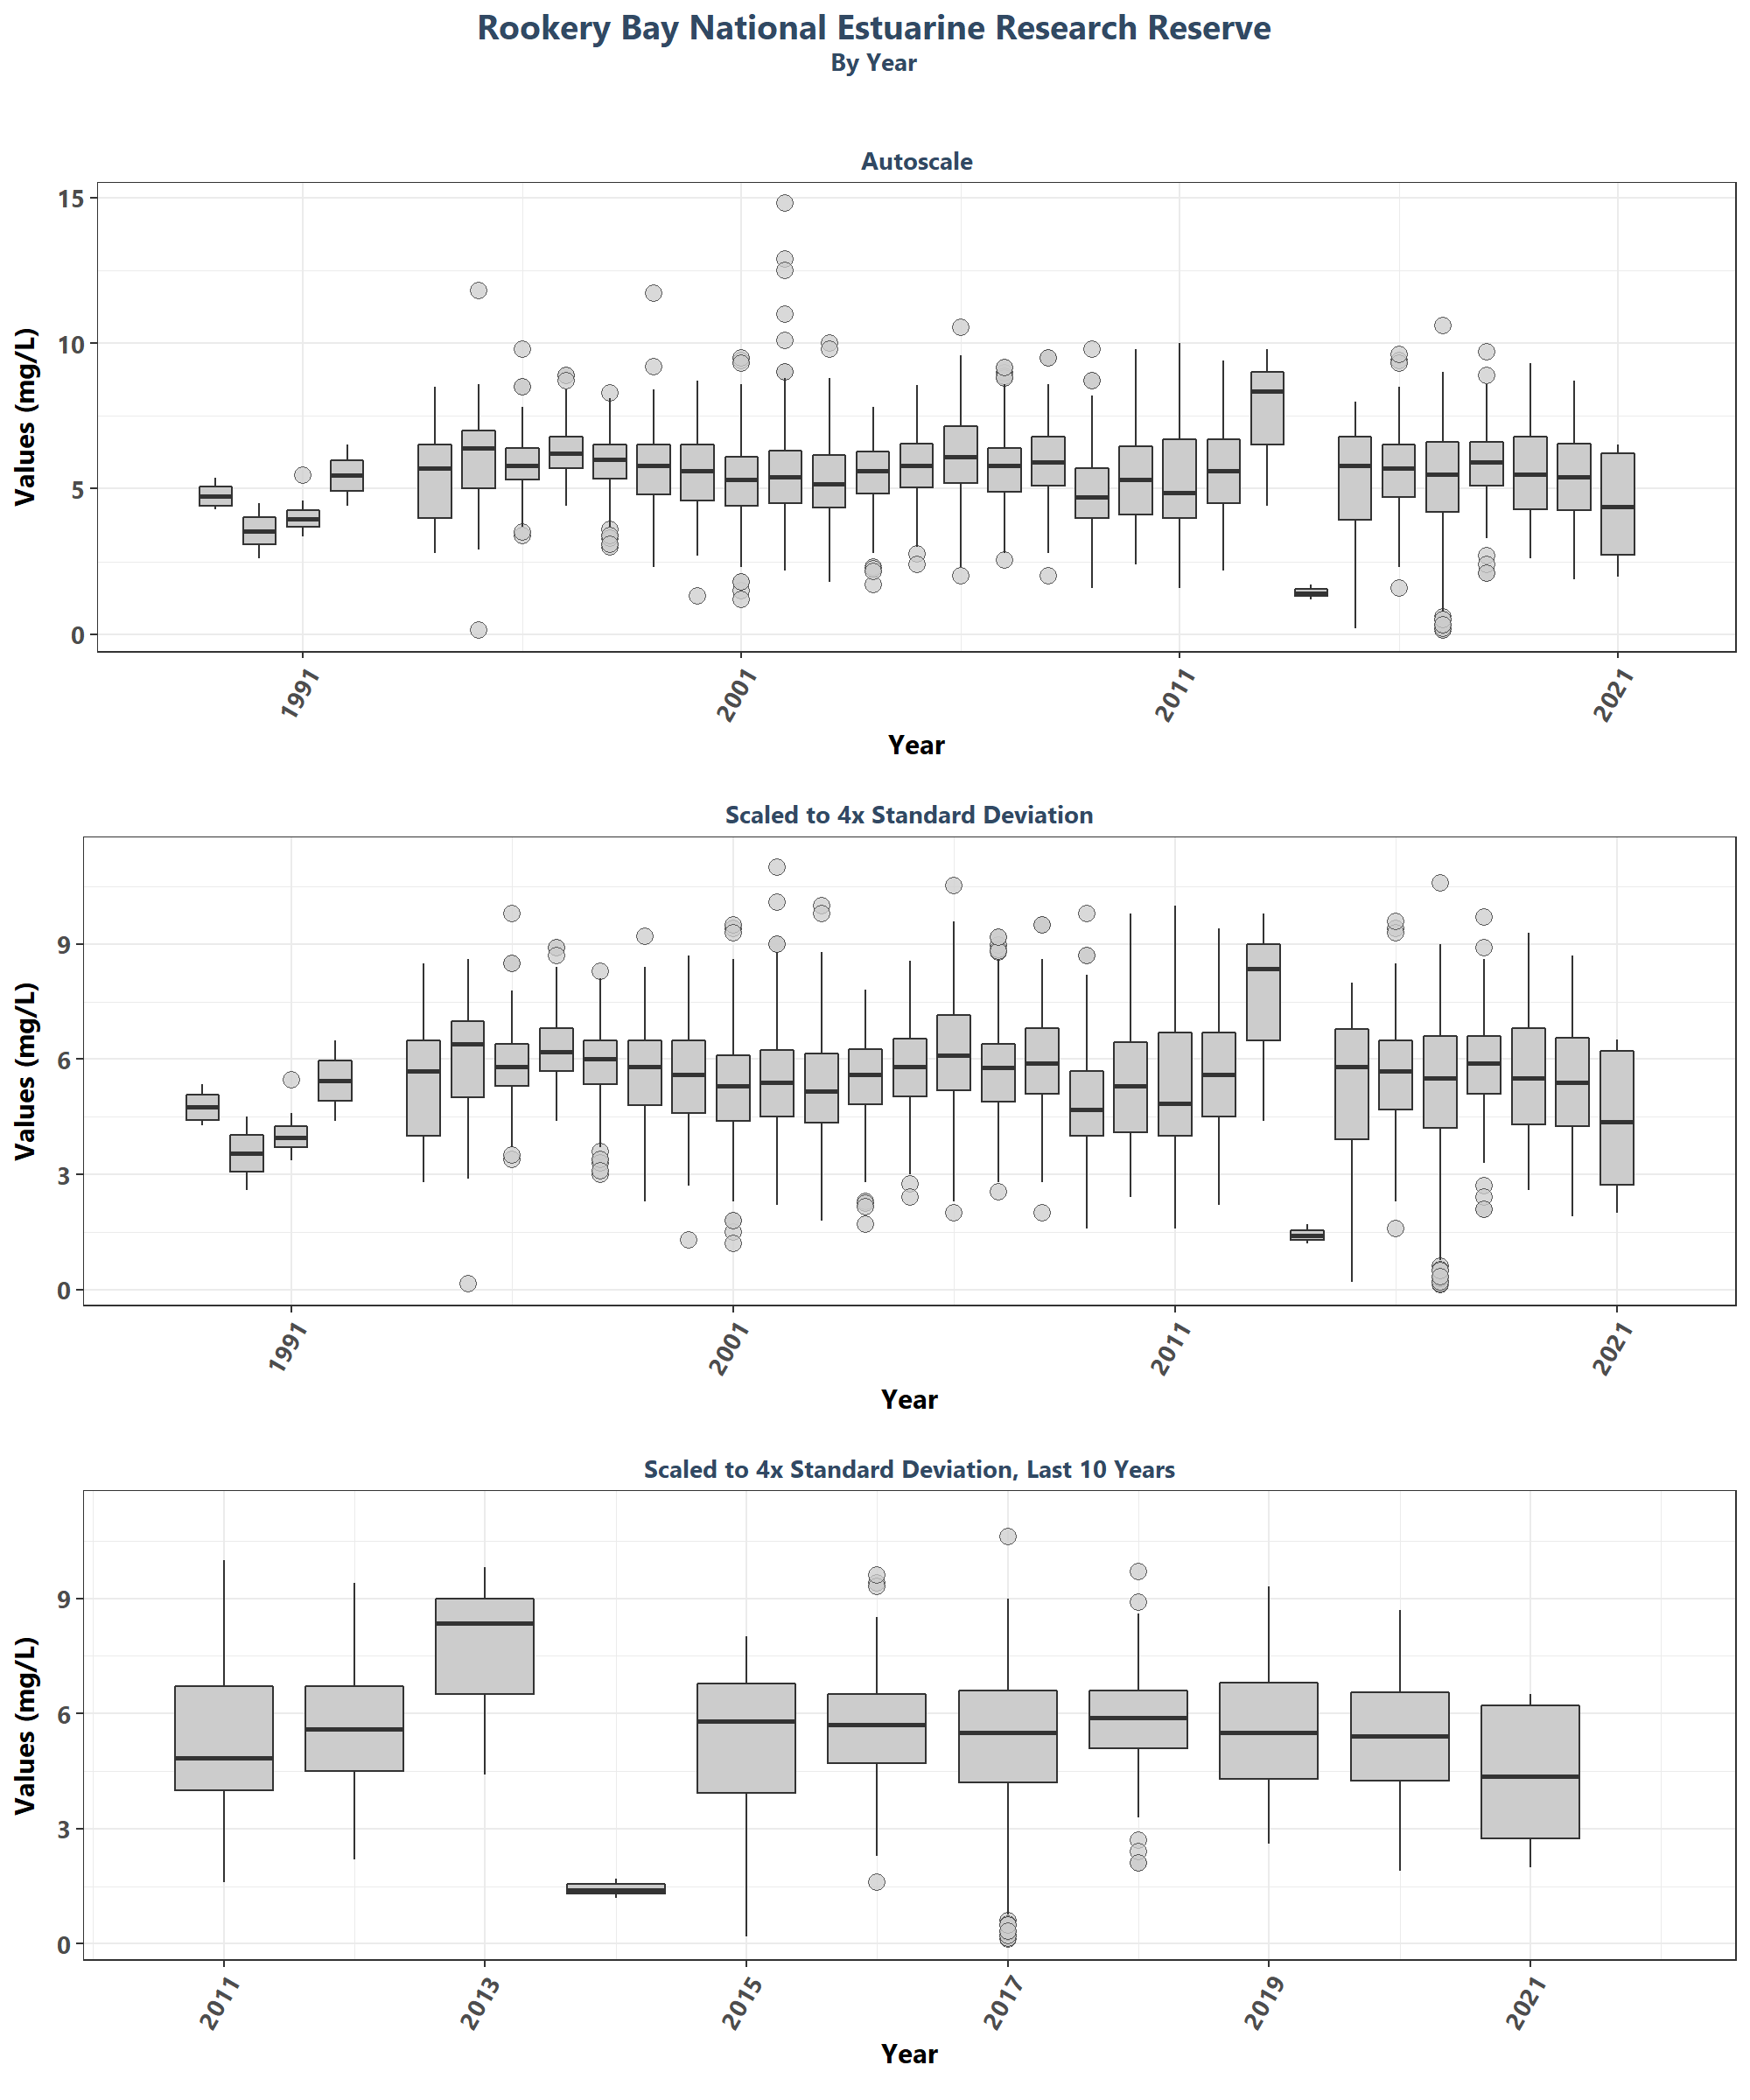 Rookery Bay National Estuarine Research Reserve
By Year
Autoscale
Values (mg/L)
15
10
5
0
1991
2001
2011
2021
Year
Scaled to 4x Standard Deviation
Values (mg/L)
9
6
3
0
1991
2001
2011
2021
Year
Scaled to 4x Standard Deviation, Last 10 Years
Values (mg/L)
9
6
3
0
2011
2013
2015
2017
2019
2021
Year